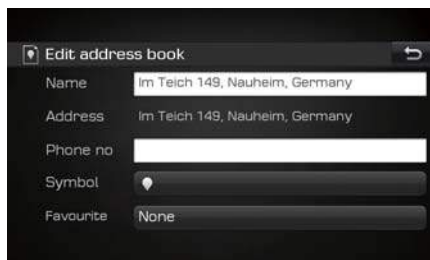 Edit address book
Name Im Teich 149, Nauheim, Germany
Address Im Teich 149, Nauheim, Germany
Phone no
Symbol
Favourite None